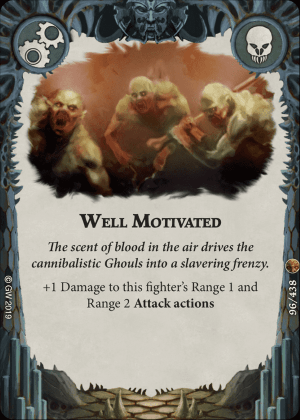 WELL MOTIVATED
The scent of blood in the air drives the
cannibalistic Ghouls into a slavering frenzy.
+1 Damage to this fighter's Range 1 and
Range 2 Attack actions
© GW 2019
96/438